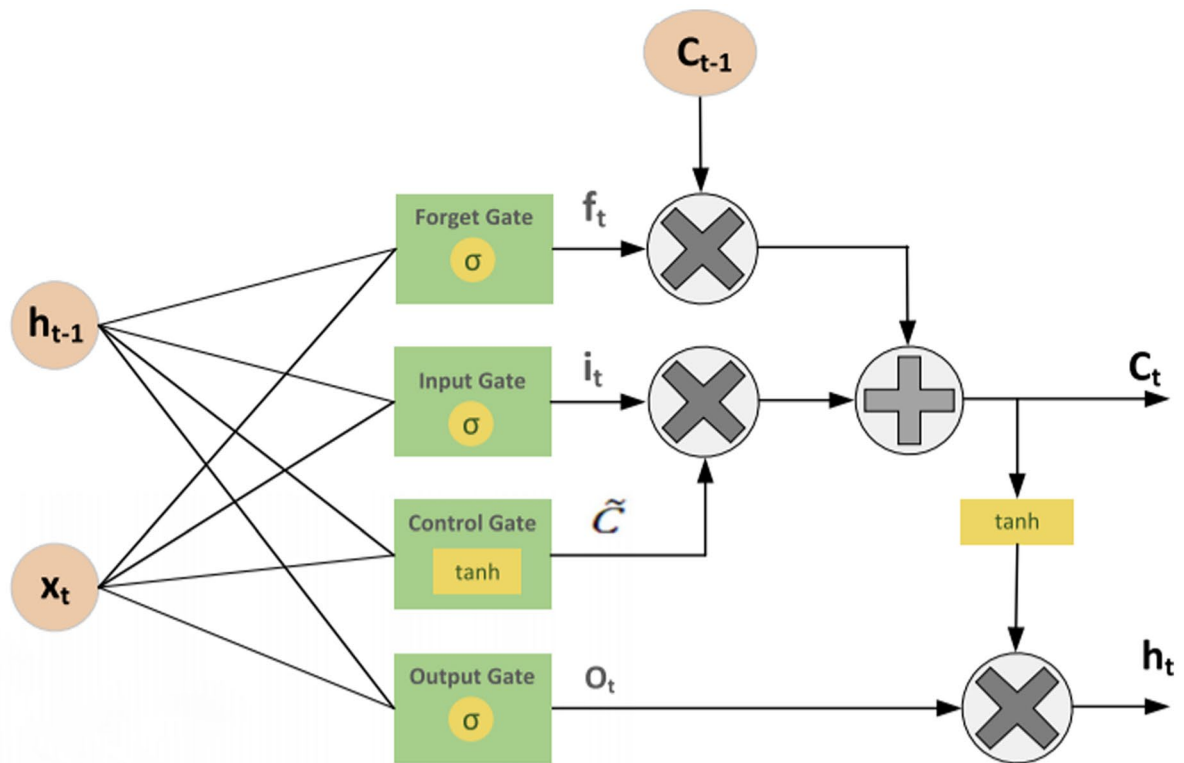 Cₜ₋₁
Forget Gate
σ
fₜ
hₜ₋₁
Input Gate
σ
iₜ
Cₜ
Control Gate
tanh
C̃
tanh
xₜ
Output Gate
σ
Oₜ
hₜ